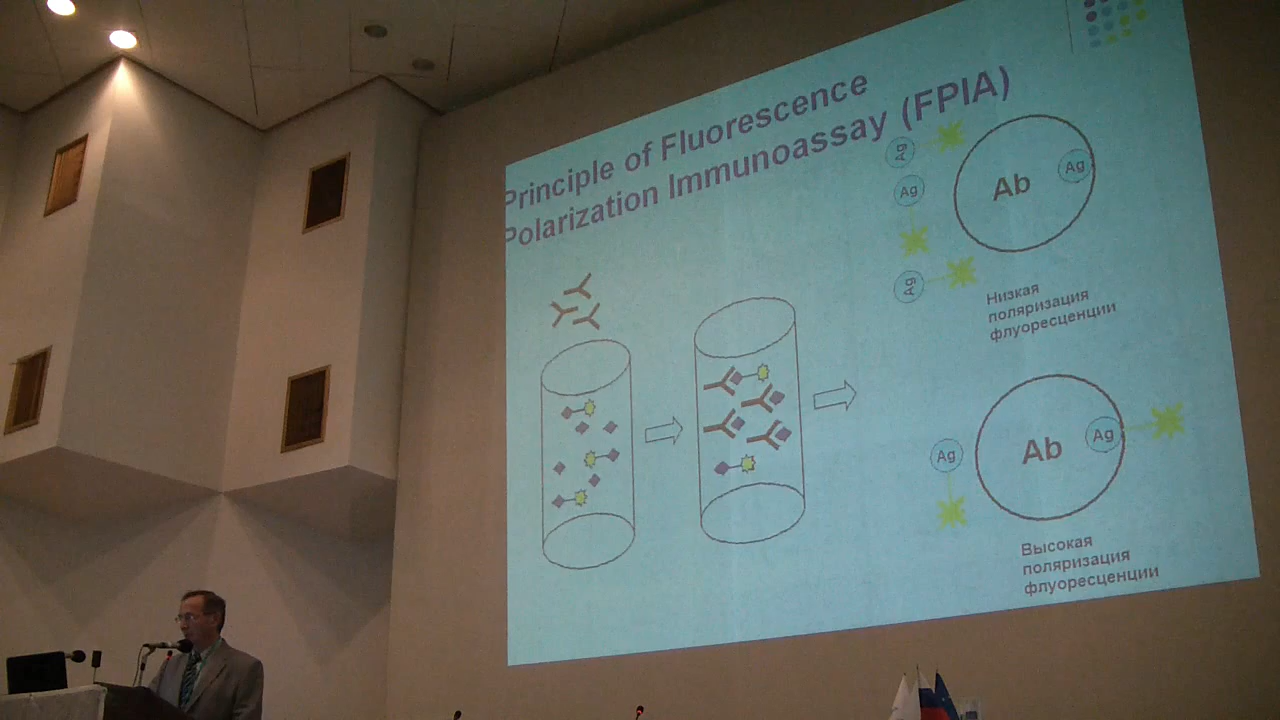 Principle of Fluorescence
Polarization Immunoassay (FPIA)
Ag
Ag
Ag
Ab
Ag
Низкая
поляризация
флуоресценции
Ag
Ab
Ag
Высокая
поляризация
флуоресценции